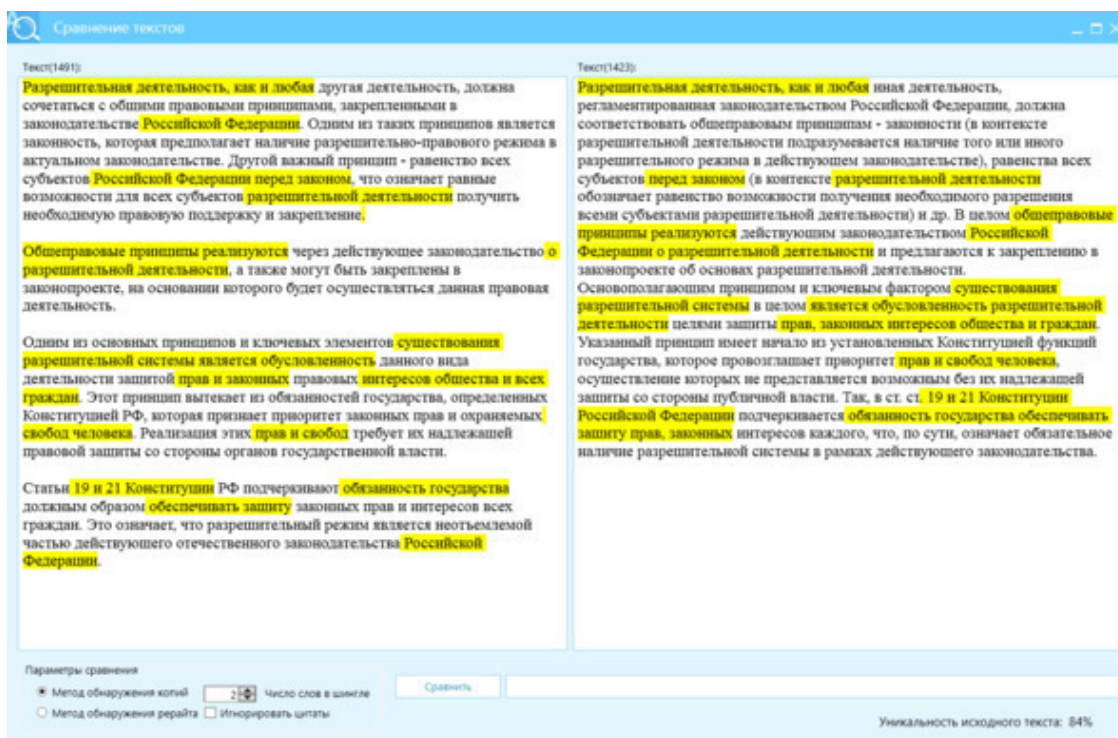 Сравнение текстов
Текст(1491):
Разрешительная деятельность, как и любая другая деятельность, должна
сочетаться с общими правовыми принципами, закрепленными в
законодательстве Российской Федерации. Одним из таких принципов является
законность, которая предполагает наличие разрешительно-правового режима в
актуальном законодательстве. Другой важный принцип - равенство всех
субъектов Российской Федерации перед законом, что означает равные
возможности для всех субъектов разрешительной деятельности получить
необходимую правовую поддержку и закрепление.
Общеправовые принципы реализуются через действующее законодательство о
разрешительной деятельности, а также могут быть закреплены в
законопроекте, на основании которого будет осуществляться данная правовая
деятельность.
Одним из основных принципов и ключевых элементов существования
разрешительной системы является обусловленность данного вида
деятельности защитой прав и законных правовых интересов общества и всех
граждан. Этот принцип вытекает из обязанностей государства, определенных
Конституцией РФ, которая признает приоритет законных прав и охраняемых
свобод человека. Реализация этих прав и свобод требует их надлежащей
правовой защиты со стороны органов государственной власти.
Статьи 19 и 21 Конституции РФ подчеркивают обязанность государства
должным образом обеспечивать защиту законных прав и интересов всех
граждан. Это означает, что разрешительный режим является неотъемлемой
частью действующего отечественного законодательства Российской
Федерации.
Текст(1423):
Разрешительная деятельность, как и любая иная деятельность,
регламентированная законодательством Российской Федерации, должна
соответствовать общеправовым принципам - законности (в контексте
разрешительной деятельности подразумевается наличие того или иного
разрешительного режима в действующем законодательстве), равенства всех
субъектов перед законом (в контексте разрешительной деятельности
обозначает равенство возможности получения необходимого разрешения
всеми субъектами разрешительной деятельности) и др. В целом общеправовые
принципы реализуются действующим законодательством Российской
Федерации о разрешительной деятельности и предлагаются к закреплению в
законопроекте об основах разрешительной деятельности.
Основополагающим принципом и ключевым фактором существования
разрешительной системы в целом является обусловленность разрешительной
деятельности целями защиты прав, законных интересов общества и граждан.
Указанный принцип имеет начало из установленных Конституцией функций
государства, которое провозглашает приоритет прав и свобод человека,
осуществление которых не представляется возможным без их надлежащей
защиты со стороны публичной власти. Так, в ст. ст. 19 и 21 Конституции
Российской Федерации подчеркивается обязанность государства обеспечивать
защиту прав, законных интересов каждого, что, по сути, означает обязательное
наличие разрешительной системы в рамках действующего законодательства.
Параметры сравнения
Метод обнаружения копий 2 Число слов в шингле
Метод обнаружения рерайта Игнорировать цитаты
Сравнить
Уникальность исходного текста: 84%